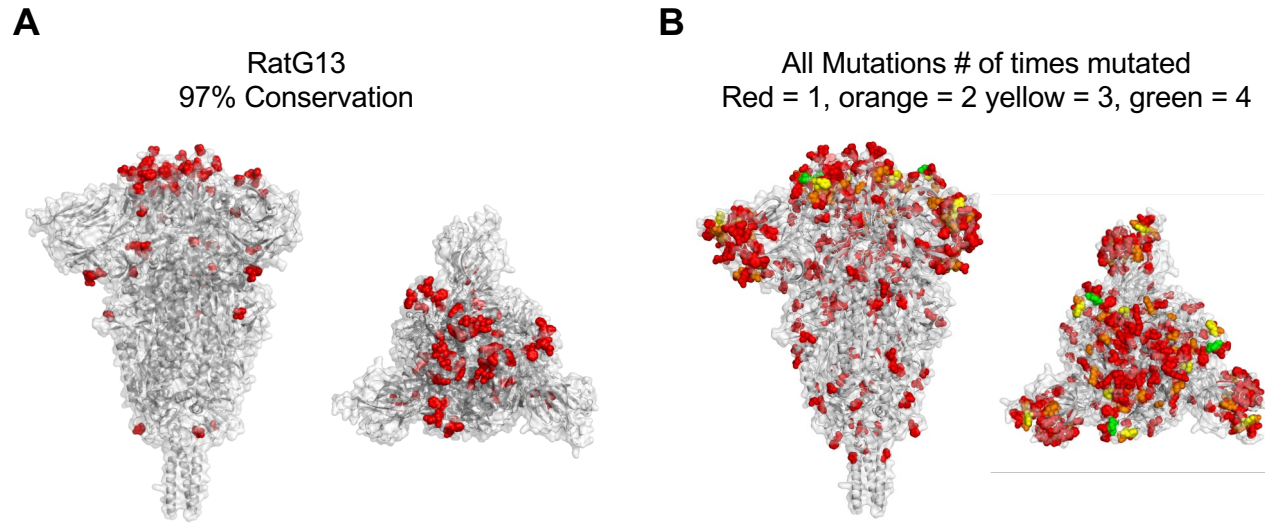 A
RatG13
97% Conservation
B
All Mutations # of times mutated
Red = 1, orange = 2 yellow = 3, green = 4